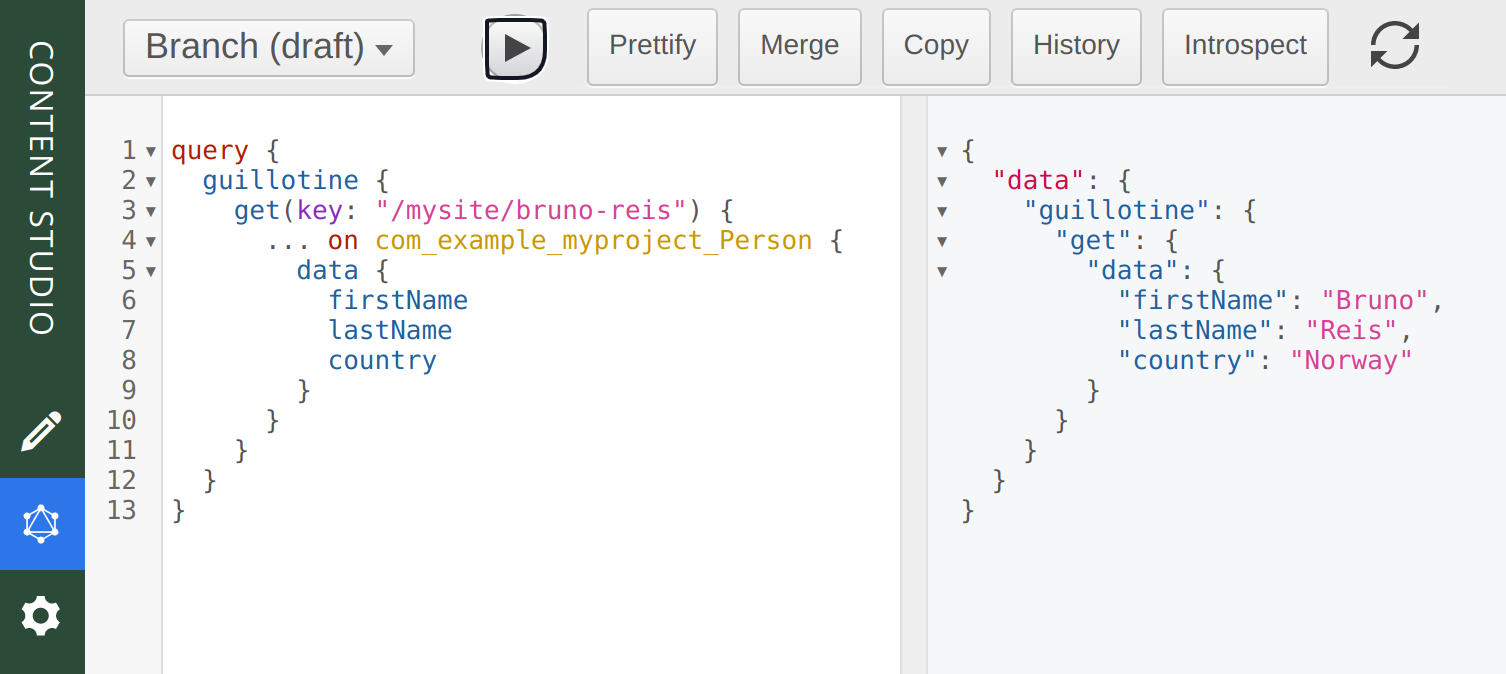 CONTENT STUDIO
Branch (draft)
Prettify
Merge
Copy
History
Introspect
1 query {
2   guillotine {
3     get(key: "/mysite/bruno-reis") {
4       ... on com_example_myproject_Person {
5         data {
6           firstName
7           lastName
8           country
9         }
10       }
11     }
12   }
13 }
{
  "data": {
    "guillotine": {
      "get": {
        "data": {
          "firstName": "Bruno",
          "lastName": "Reis",
          "country": "Norway"
        }
      }
    }
  }
}